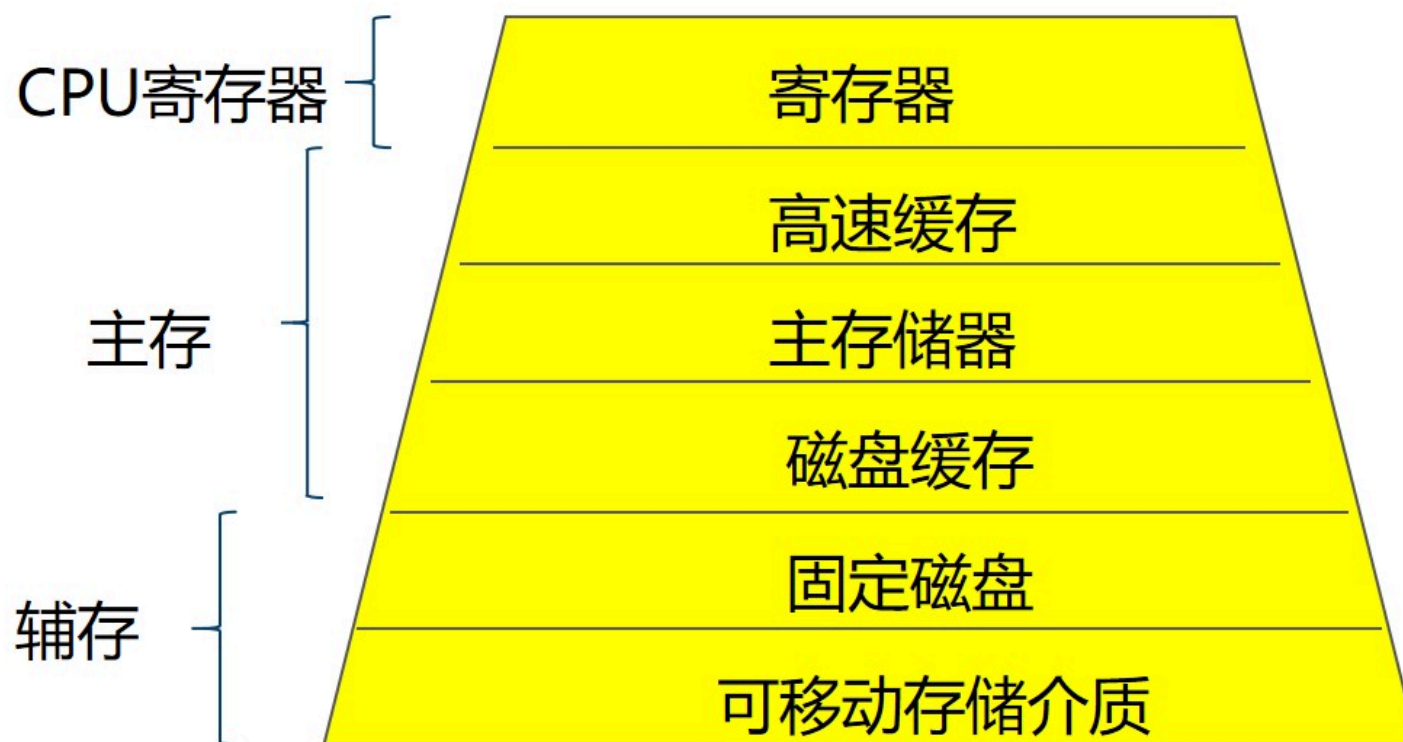 CPU寄存器
寄存器
高速缓存
主存
主存储器
磁盘缓存
固定磁盘
辅存
可移动存储介质